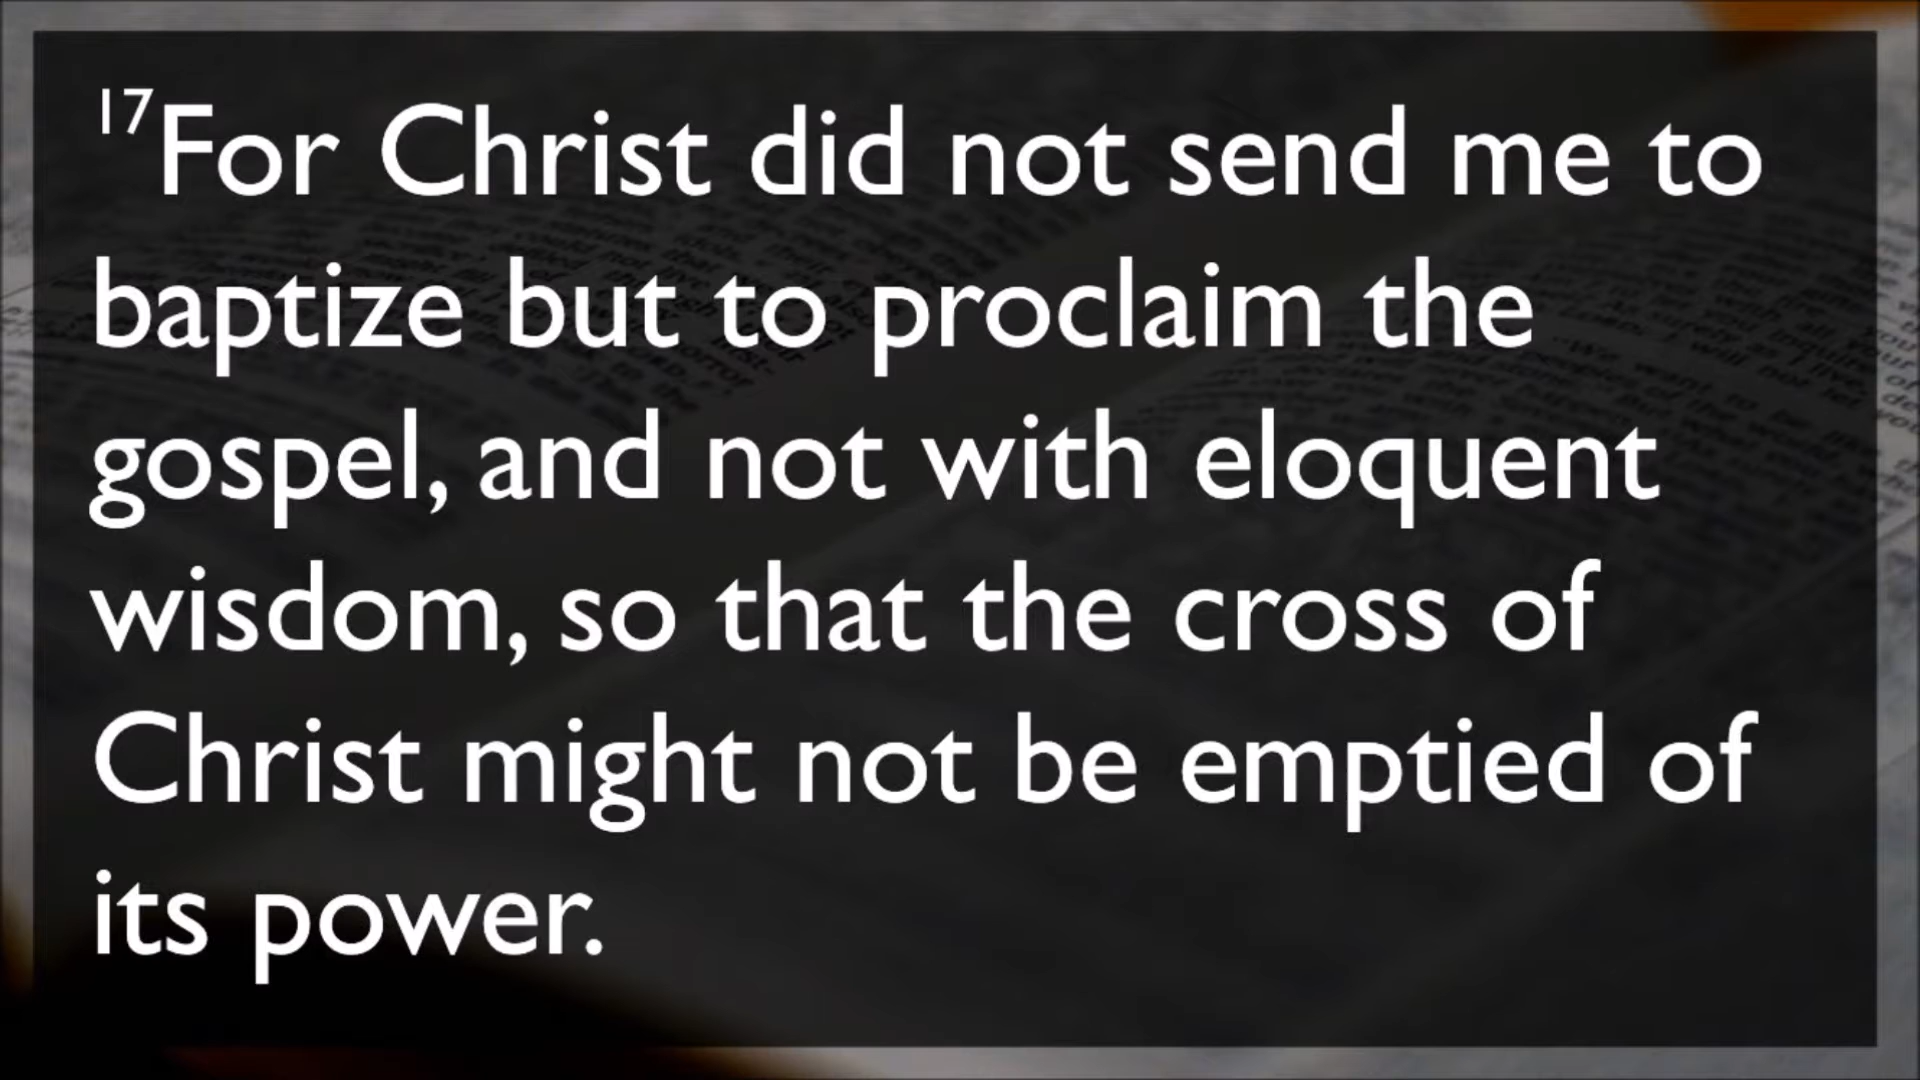 17For Christ did not send me to
baptize but to proclaim the
gospel, and not with eloquent
wisdom, so that the cross of
Christ might not be emptied of
its power.